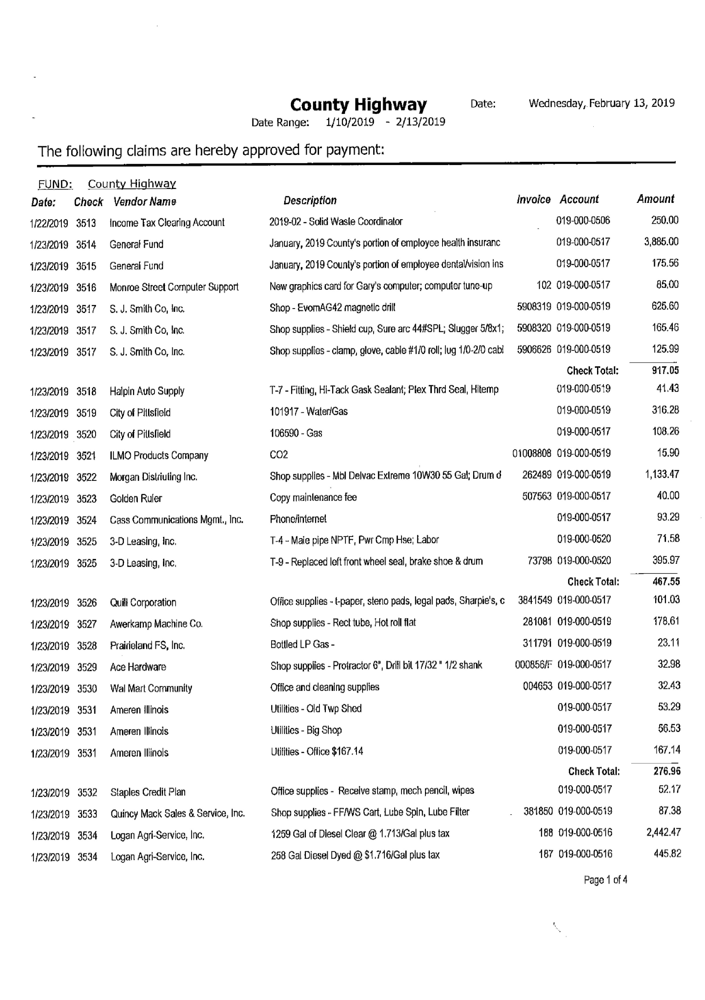 County Highway Date: Wednesday, February 13, 2019
Date Range: 1/10/2019 - 2/13/2019
The following claims are hereby approved for payment:
FUND: County Highway
Date: Check Vendor Name Description Invoice Account Amount
1/22/2019 3513 Income Tax Clearing Account 2019-02 - Solid Waste Coordinator 019-000-0506 250.00
1/23/2019 3514 General Fund January, 2019 County's portion of employee health insuranc 019-000-0517 3,885.00
1/23/2019 3515 General Fund January, 2019 County's portion of employee dental/vision ins 019-000-0517 175.56
1/23/2019 3516 Monroe Street Computer Support New graphics card for Gary's computer; computer tune-up 102 019-000-0517 85.00
1/23/2019 3517 S. J. Smith Co, Inc. Shop - EvomAG42 magnetic drill 5908319 019-000-0519 625.60
1/23/2019 3517 S. J. Smith Co, Inc. Shop supplies - Shield cup, Sure arc 44#SPL; Slugger 5/8x1; 5908320 019-000-0519 165.46
1/23/2019 3517 S. J. Smith Co, Inc. Shop supplies - clamp, glove, cable #1/0 roll; lug 1/0-2/0 cabl 5906626 019-000-0519 125.99
Check Total: 917.05
1/23/2019 3518 Halpin Auto Supply T-7 - Fitting, Hi-Tack Gask Sealant; Plex Thrd Seal, Hitemp 019-000-0519 41.43
1/23/2019 3519 City of Pittsfield 101917 - Water/Gas 019-000-0519 316.28
1/23/2019 3520 City of Pittsfield 106590 - Gas 019-000-0517 108.26
1/23/2019 3521 ILMO Products Company CO2 01008808 019-000-0519 15.90
1/23/2019 3522 Morgan Distriuting Inc. Shop supplies - Mbl Delvac Extreme 10W30 55 Gal; Drum d 262489 019-000-0519 1,133.47
1/23/2019 3523 Golden Ruler Copy maintenance fee 507563 019-000-0517 40.00
1/23/2019 3524 Cass Communications Mgmt., Inc. Phone/internet 019-000-0517 93.29
1/23/2019 3525 3-D Leasing, Inc. T-4 - Male pipe NPTF, Pwr Cmp Hse; Labor 019-000-0520 71.58
1/23/2019 3525 3-D Leasing, Inc. T-9 - Replaced left front wheel seal, brake shoe & drum 73798 019-000-0520 395.97
Check Total: 467.55
1/23/2019 3526 Quill Corporation Office supplies - t-paper, steno pads, legal pads, Sharpie's, c 3841549 019-000-0517 101.03
1/23/2019 3527 Awerkamp Machine Co. Shop supplies - Rect tube, Hot roll flat 281081 019-000-0519 178.61
1/23/2019 3528 Prairieland FS, Inc. Bottled LP Gas - 311791 019-000-0519 23.11
1/23/2019 3529 Ace Hardware Shop supplies - Protractor 6", Drill bit 17/32 " 1/2 shank 000856/F 019-000-0517 32.98
1/23/2019 3530 Wal Mart Community Office and cleaning supplies 004653 019-000-0517 32.43
1/23/2019 3531 Ameren Illinois Utilities - Old Twp Shed 019-000-0517 53.29
1/23/2019 3531 Ameren Illinois Utilities - Big Shop 019-000-0517 56.53
1/23/2019 3531 Ameren Illinois Utilities - Office $167.14 019-000-0517 167.14
Check Total: 276.96
1/23/2019 3532 Staples Credit Plan Office supplies - Receive stamp, mech pencil, wipes 019-000-0517 52.17
1/23/2019 3533 Quincy Mack Sales & Service, Inc. Shop supplies - FF/WS Cart, Lube Spin, Lube Filter 381850 019-000-0519 87.38
1/23/2019 3534 Logan Agri-Service, Inc. 1259 Gal of Diesel Clear @ 1.713/Gal plus tax 188 019-000-0516 2,442.47
1/23/2019 3534 Logan Agri-Service, Inc. 258 Gal Diesel Dyed @ $1.716/Gal plus tax 187 019-000-0516 445.82
Page 1 of 4